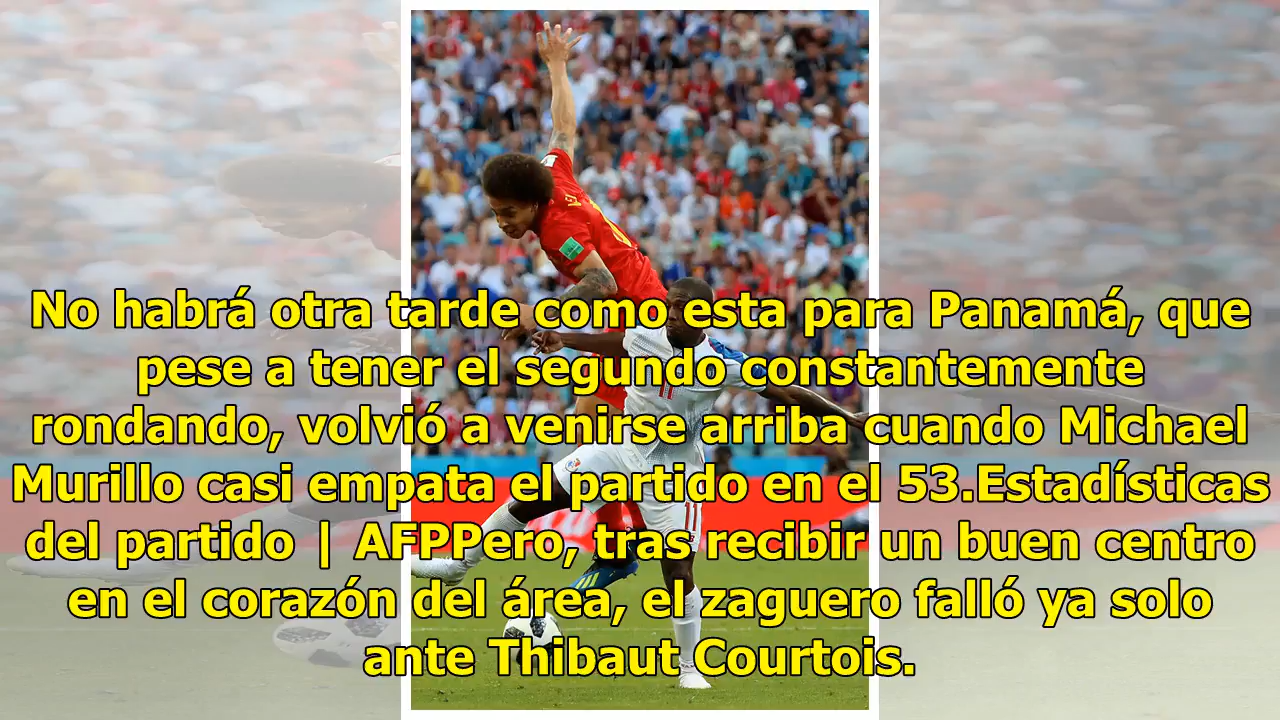 No habrá otra tarde como esta para Panamá, que
pese a tener el segundo constantemente
rondando, volvió a venirse arriba cuando Michael
Murillo casi empata el partido en el 53.Estadísticas
del partido | AFPPero, tras recibir un buen centro
en el corazón del área, el zaguero falló ya solo
ante Thibaut Courtois.
11
11